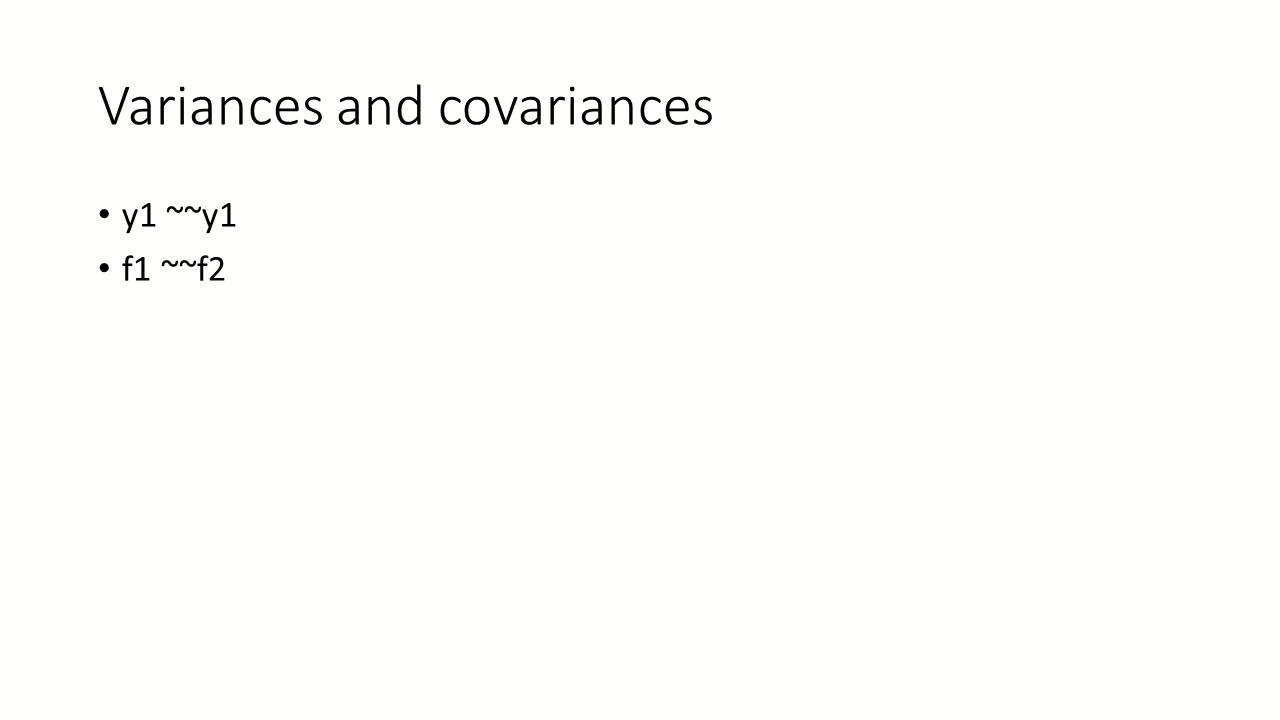 Variances and covariances
• y1 ~~y1
• f1 ~~f2